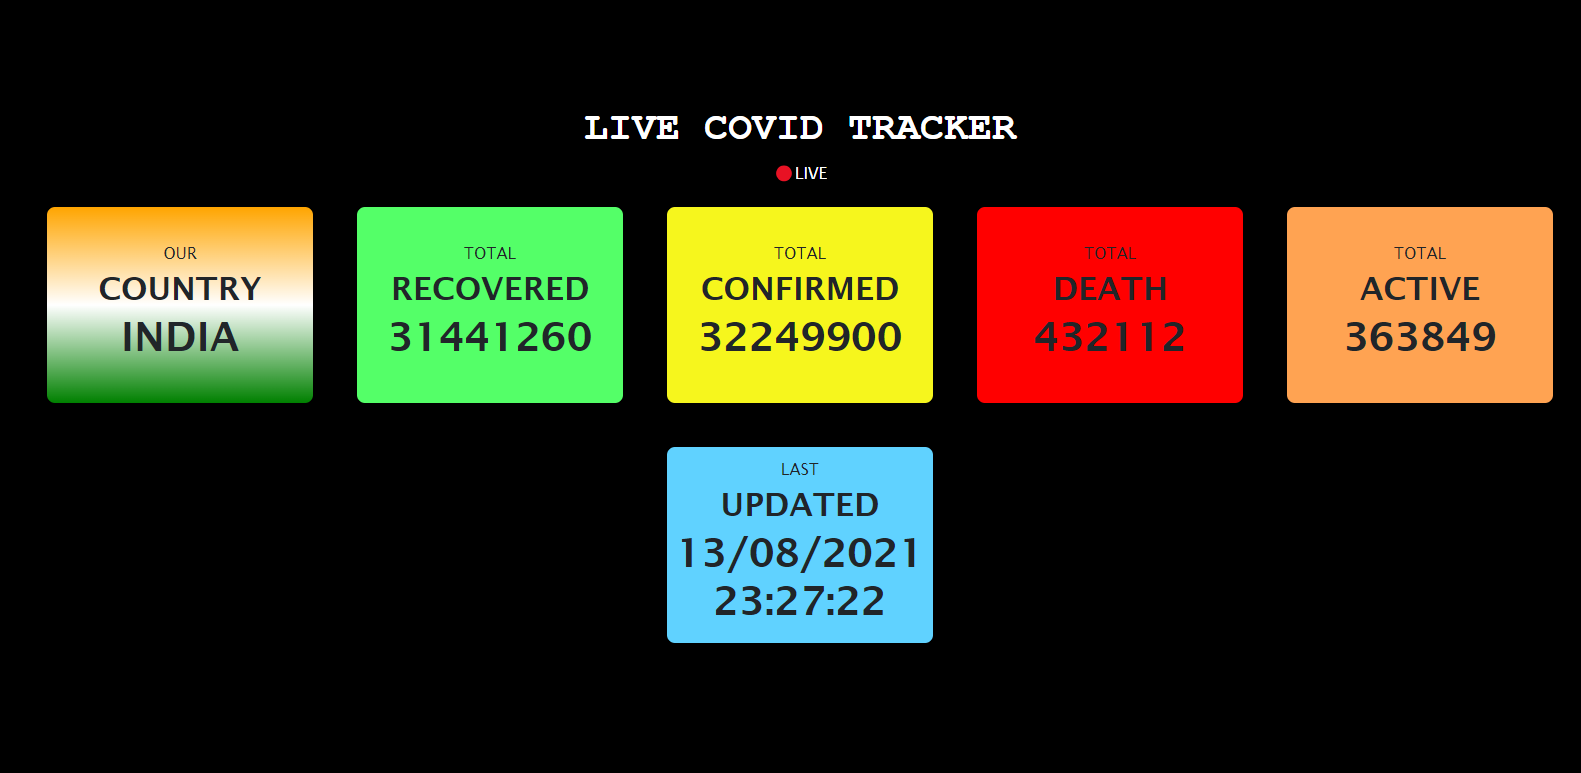 LIVE COVID TRACKER
LIVE
OUR
COUNTRY
INDIA
TOTAL
RECOVERED
31441260
TOTAL
CONFIRMED
32249900
TOTAL
DEATH
432112
TOTAL
ACTIVE
363849
LAST
UPDATED
13/08/2021
23:27:22